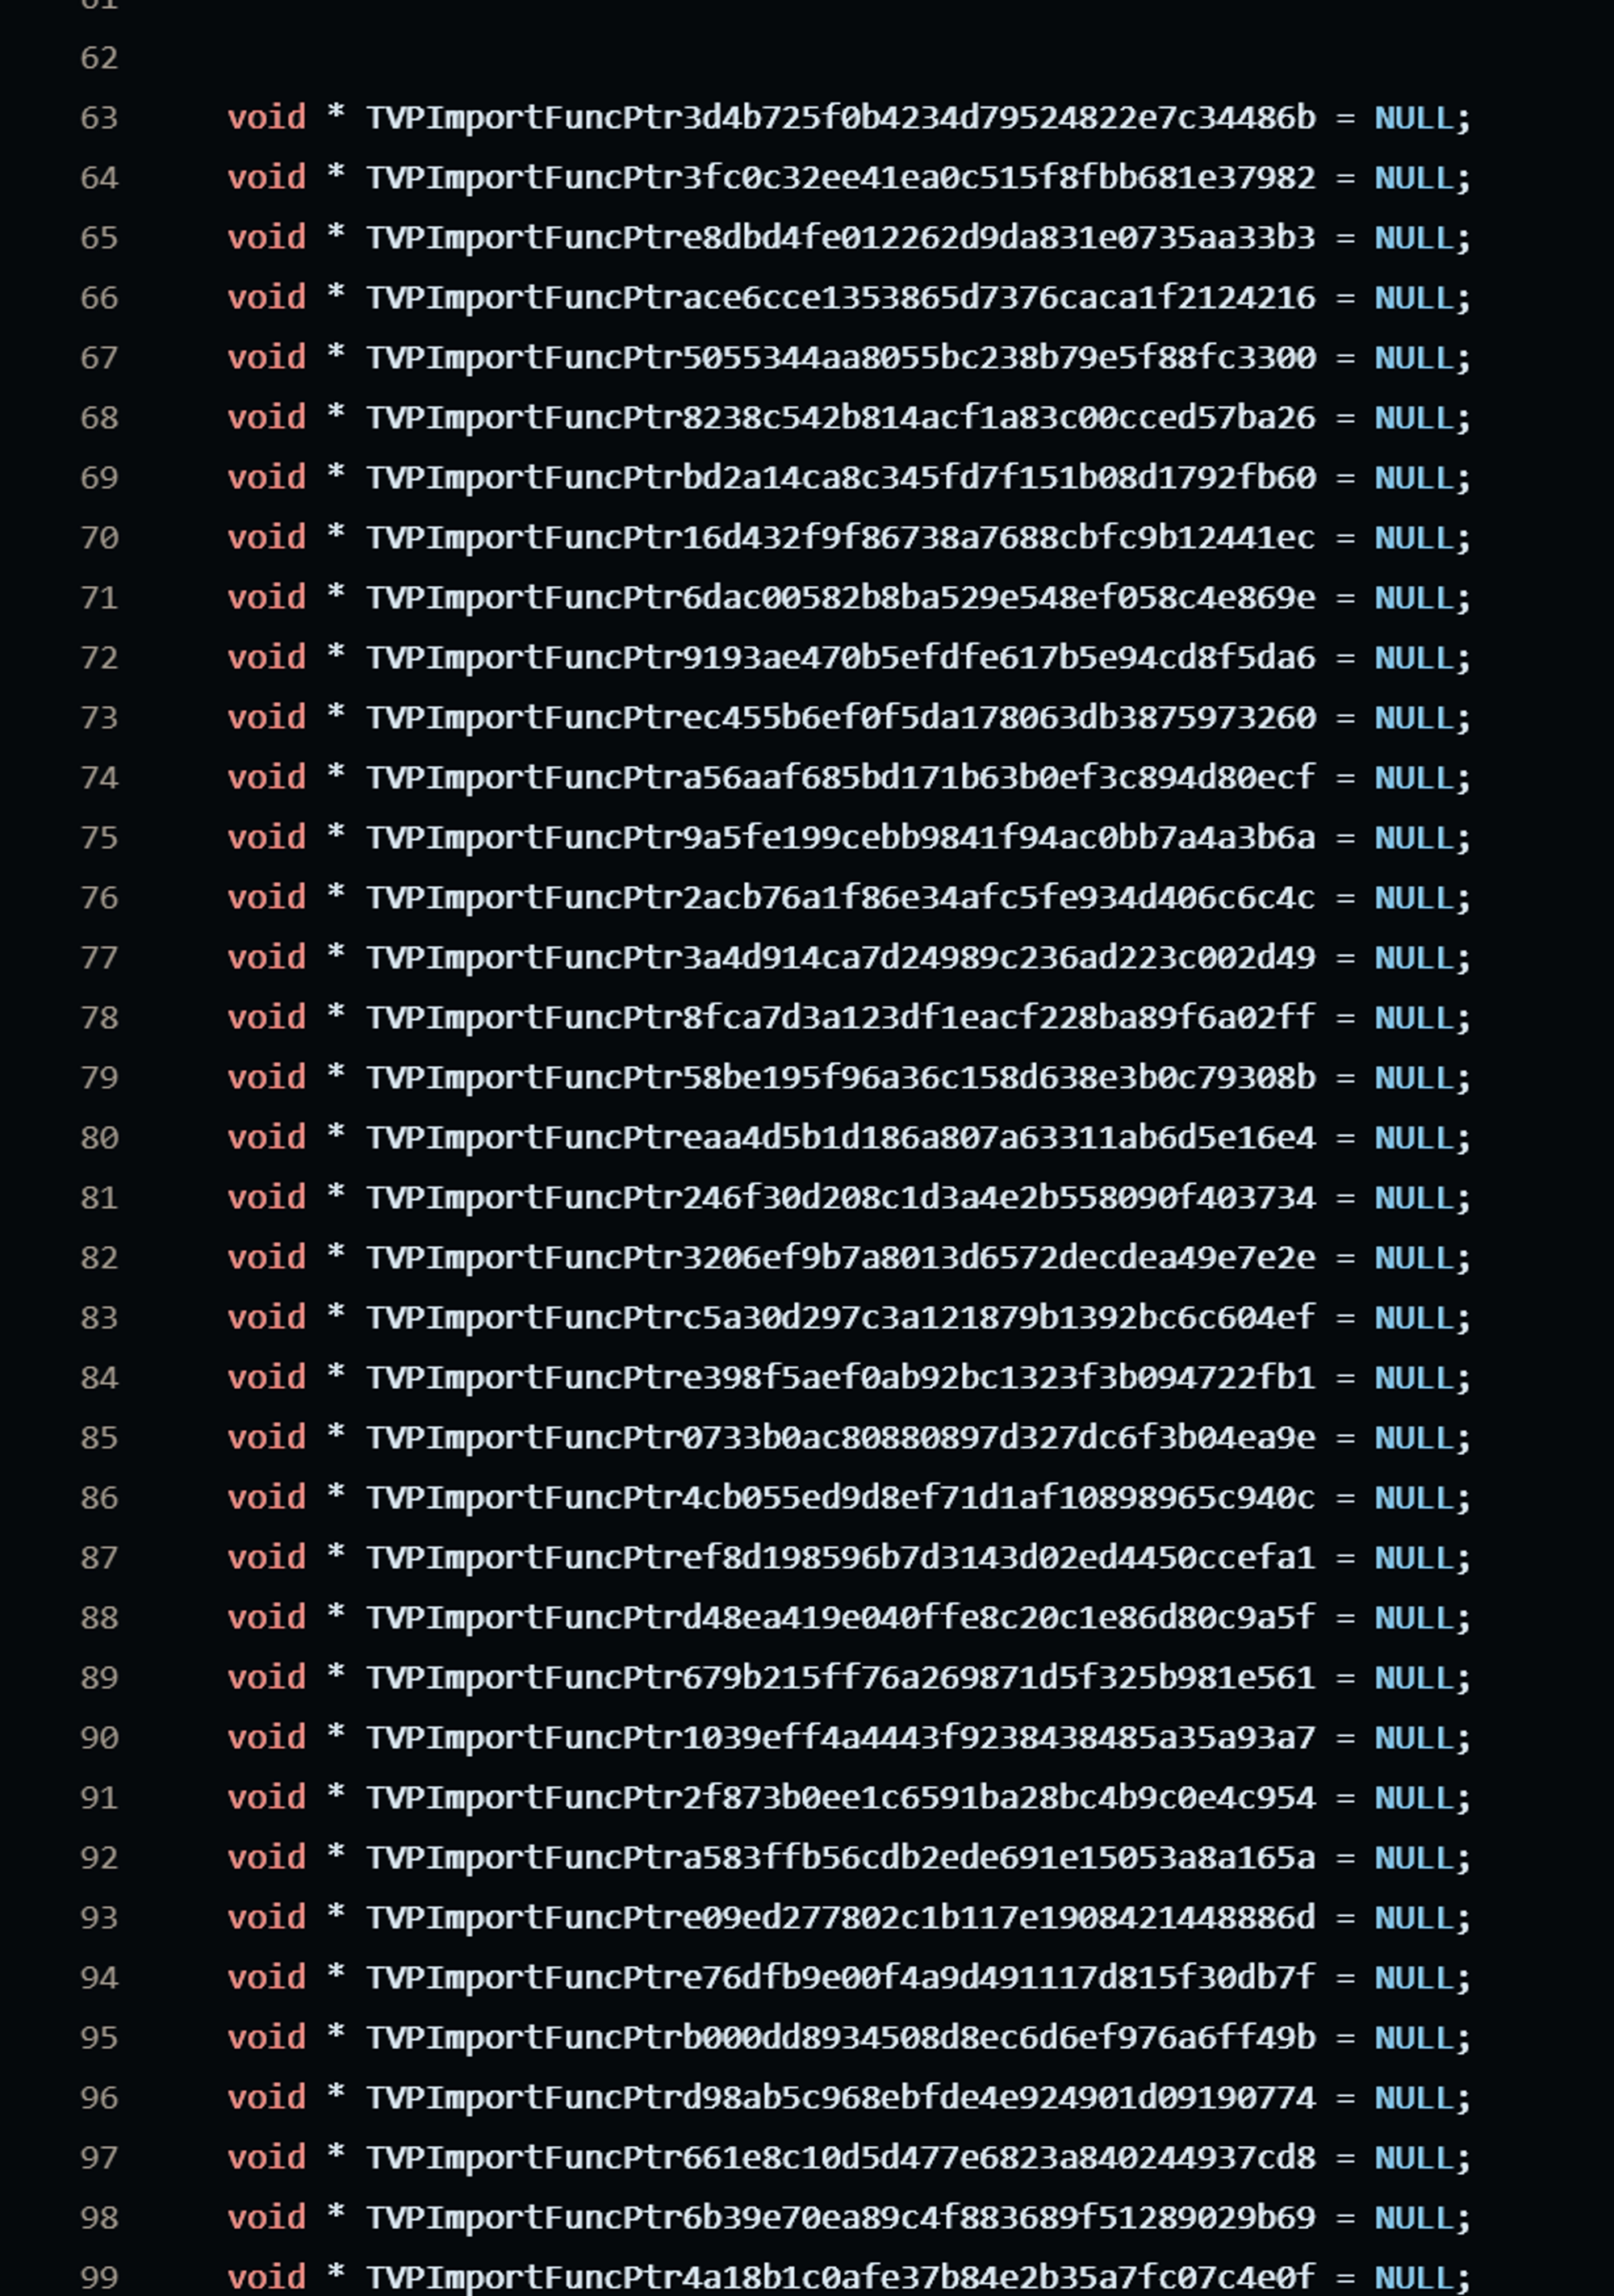 61
62
63 void * TVPImportFuncPtr3d4b725f0b4234d79524822e7c34486b = NULL;
64 void * TVPImportFuncPtr3fc0c32ee41ea0c515f8fbb681e37982 = NULL;
65 void * TVPImportFuncPtre8dbd4fe012262d9da831e0735aa33b3 = NULL;
66 void * TVPImportFuncPtrace6cce1353865d7376caca1f2124216 = NULL;
67 void * TVPImportFuncPtr5055344aa8055bc238b79e5f88fc3300 = NULL;
68 void * TVPImportFuncPtr8238c542b814acf1a83c00cced57ba26 = NULL;
69 void * TVPImportFuncPtrbd2a14ca8c345fd7f151b08d1792fb60 = NULL;
70 void * TVPImportFuncPtr16d432f9f86738a7688cbfc9b12441ec = NULL;
71 void * TVPImportFuncPtr6dac00582b8ba529e548ef058c4e869e = NULL;
72 void * TVPImportFuncPtr9193ae470b5efdfe617b5e94cd8f5da6 = NULL;
73 void * TVPImportFuncPtrec455b6ef0f5da178063db3875973260 = NULL;
74 void * TVPImportFuncPtra56aaf685bd171b63b0ef3c894d80ecf = NULL;
75 void * TVPImportFuncPtr9a5fe199cebb9841f94ac0bb7a4a3b6a = NULL;
76 void * TVPImportFuncPtr2acb76a1f86e34afc5fe934d406c6c4c = NULL;
77 void * TVPImportFuncPtr3a4d914ca7d24989c236ad223c002d49 = NULL;
78 void * TVPImportFuncPtr8fca7d3a123df1eacf228ba89f6a02ff = NULL;
79 void * TVPImportFuncPtr58be195f96a36c158d638e3b0c79308b = NULL;
80 void * TVPImportFuncPtreaa4d5b1d186a807a63311ab6d5e16e4 = NULL;
81 void * TVPImportFuncPtr246f30d208c1d3a4e2b558090f403734 = NULL;
82 void * TVPImportFuncPtr3206ef9b7a8013d6572decdea49e7e2e = NULL;
83 void * TVPImportFuncPtrc5a30d297c3a121879b1392bc6c604ef = NULL;
84 void * TVPImportFuncPtre398f5aef0ab92bc1323f3b094722fb1 = NULL;
85 void * TVPImportFuncPtr0733b0ac80880897d327dc6f3b04ea9e = NULL;
86 void * TVPImportFuncPtr4cb055ed9d8ef71d1af10898965c940c = NULL;
87 void * TVPImportFuncPtref8d198596b7d3143d02ed4450ccefa1 = NULL;
88 void * TVPImportFuncPtrd48ea419e040ffe8c20c1e86d80c9a5f = NULL;
89 void * TVPImportFuncPtr679b215ff76a269871d5f325b981e561 = NULL;
90 void * TVPImportFuncPtr1039eff4a4443f9238438485a35a93a7 = NULL;
91 void * TVPImportFuncPtr2f873b0ee1c6591ba28bc4b9c0e4c954 = NULL;
92 void * TVPImportFuncPtra583ffb56cdb2ede691e15053a8a165a = NULL;
93 void * TVPImportFuncPtre09ed277802c1b117e1908421448886d = NULL;
94 void * TVPImportFuncPtre76dfb9e00f4a9d491117d815f30db7f = NULL;
95 void * TVPImportFuncPtrb000dd8934508d8ec6d6ef976a6ff49b = NULL;
96 void * TVPImportFuncPtrd98ab5c968ebfde4e924901d09190774 = NULL;
97 void * TVPImportFuncPtr661e8c10d5d477e6823a840244937cd8 = NULL;
98 void * TVPImportFuncPtr6b39e70ea89c4f883689f51289029b69 = NULL;
99 void * TVPImportFuncPtr4a18b1c0afe37b84e2b35a7fc07c4e0f = NULL;